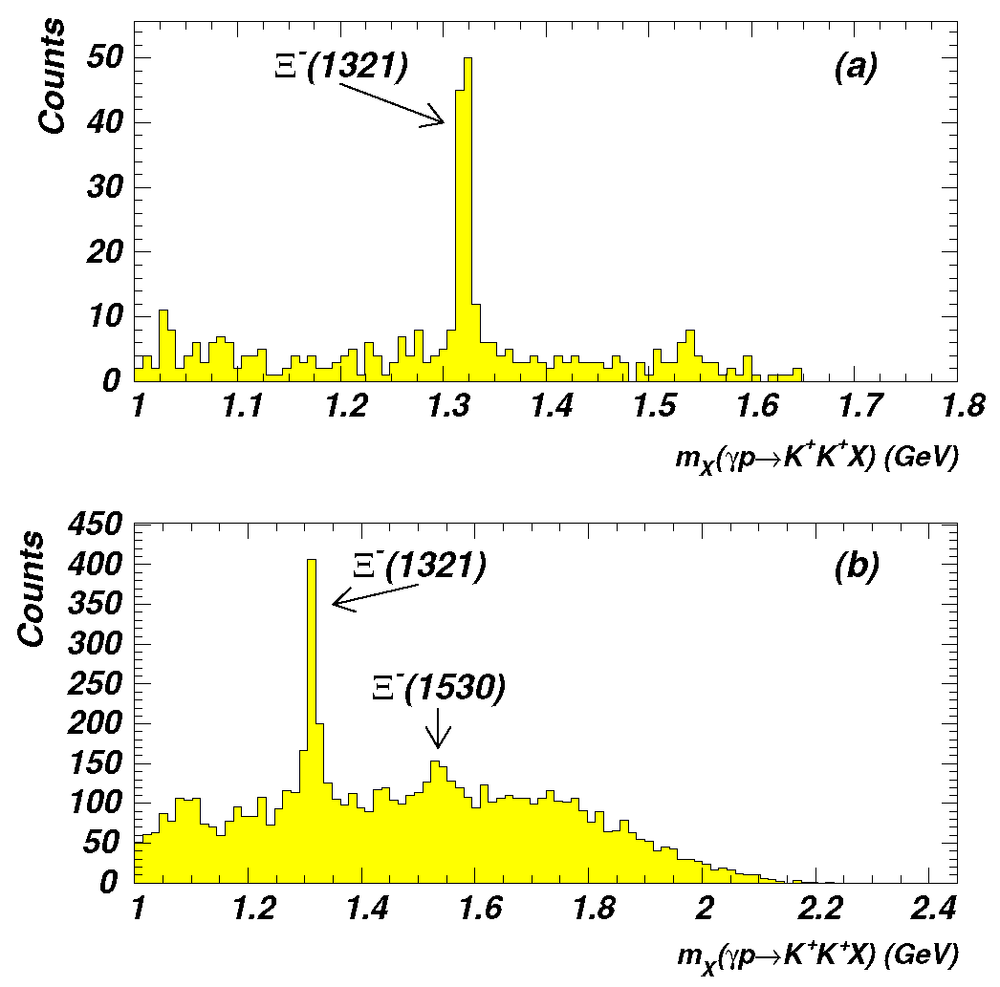 Counts
50
40
30
20
10
0
Ξ⁻(1321)
(a)
1 1.1 1.2 1.3 1.4 1.5 1.6 1.7 1.8
mX(γp→K⁺K⁺X) (GeV)
Counts
450
400
350
300
250
200
150
100
50
0
Ξ⁻(1321)
(b)
Ξ⁻(1530)
1 1.2 1.4 1.6 1.8 2 2.2 2.4
mX(γp→K⁺K⁺X) (GeV)